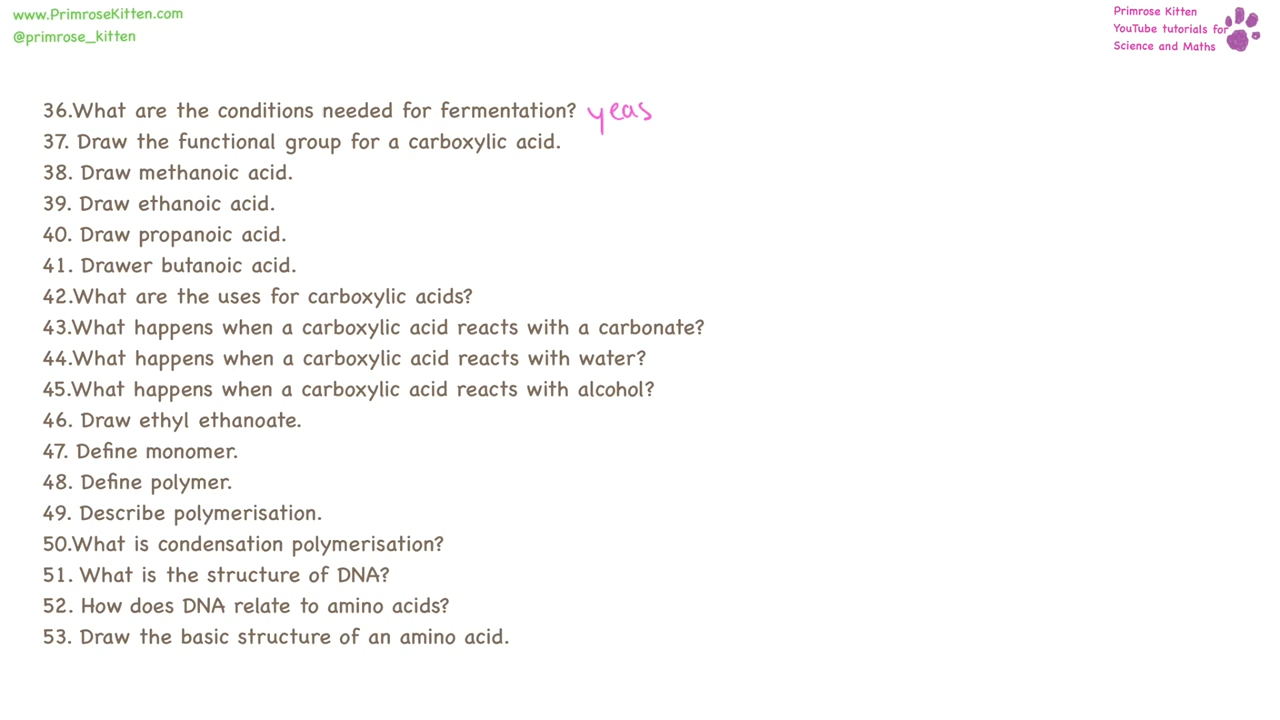 www.PrimroseKitten.com
@primrose_kitten
Primrose Kitten
YouTube tutorials for
Science and Maths
36.What are the conditions needed for fermentation? yeas
37. Draw the functional group for a carboxylic acid.
38. Draw methanoic acid.
39. Draw ethanoic acid.
40. Draw propanoic acid.
41. Drawer butanoic acid.
42.What are the uses for carboxylic acids?
43.What happens when a carboxylic acid reacts with a carbonate?
44.What happens when a carboxylic acid reacts with water?
45.What happens when a carboxylic acid reacts with alcohol?
46. Draw ethyl ethanoate.
47. Define monomer.
48. Define polymer.
49. Describe polymerisation.
50.What is condensation polymerisation?
51. What is the structure of DNA?
52. How does DNA relate to amino acids?
53. Draw the basic structure of an amino acid.